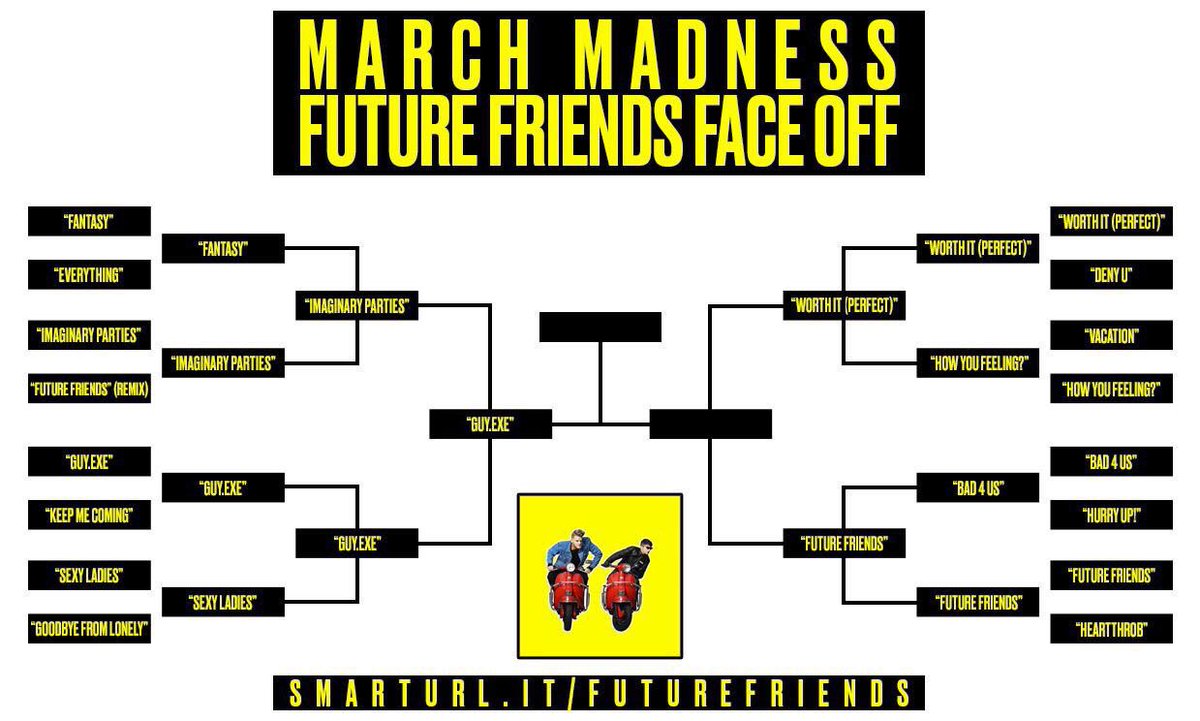 MARCH MADNESS
FUTURE FRIENDS FACE OFF
“FANTASY”
“EVERYTHING”
“IMAGINARY PARTIES”
“FUTURE FRIENDS” (REMIX)
“GUY.EXE”
“KEEP ME COMING”
“SEXY LADIES”
“GOODBYE FROM LONELY”
“FANTASY”
“IMAGINARY PARTIES”
“GUY.EXE”
“SEXY LADIES”
“IMAGINARY PARTIES”
“GUY.EXE”
“GUY.EXE”
“WORTH IT (PERFECT)”
“FUTURE FRIENDS”
“WORTH IT (PERFECT)”
“HOW YOU FEELING?”
“BAD 4 US”
“FUTURE FRIENDS”
“WORTH IT (PERFECT)”
“DENY U”
“VACATION”
“HOW YOU FEELING?”
“BAD 4 US”
“HURRY UP!”
“FUTURE FRIENDS”
“HEARTTHROB”
SMARTURL.IT/FUTUREFRIENDS